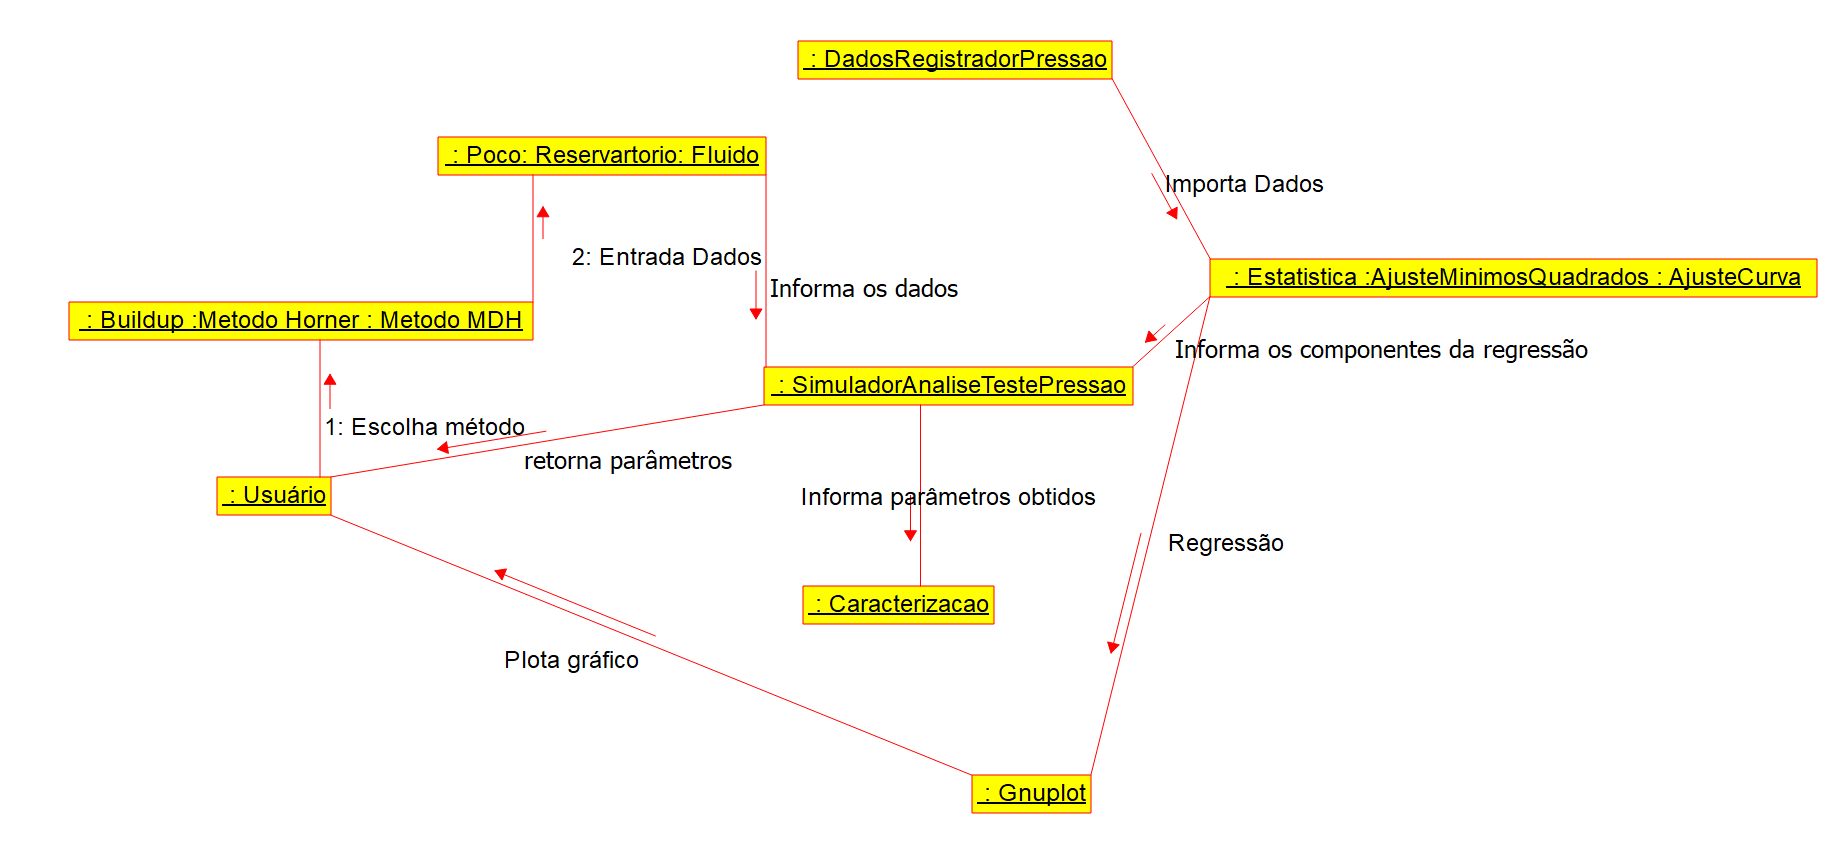 : DadosRegistradorPressao
: Poco: Reservartorio: Fluido
Importa Dados
2: Entrada Dados
Informa os dados
: Estatistica :AjusteMinimosQuadrados : AjusteCurva
: Buildup :Metodo Horner : Metodo MDH
Informa os componentes da regressão
: SimuladorAnaliseTestePressao
1: Escolha método
retorna parâmetros
: Usuário
Informa parâmetros obtidos
Regressão
: Caracterizacao
Plota gráfico
: Gnuplot